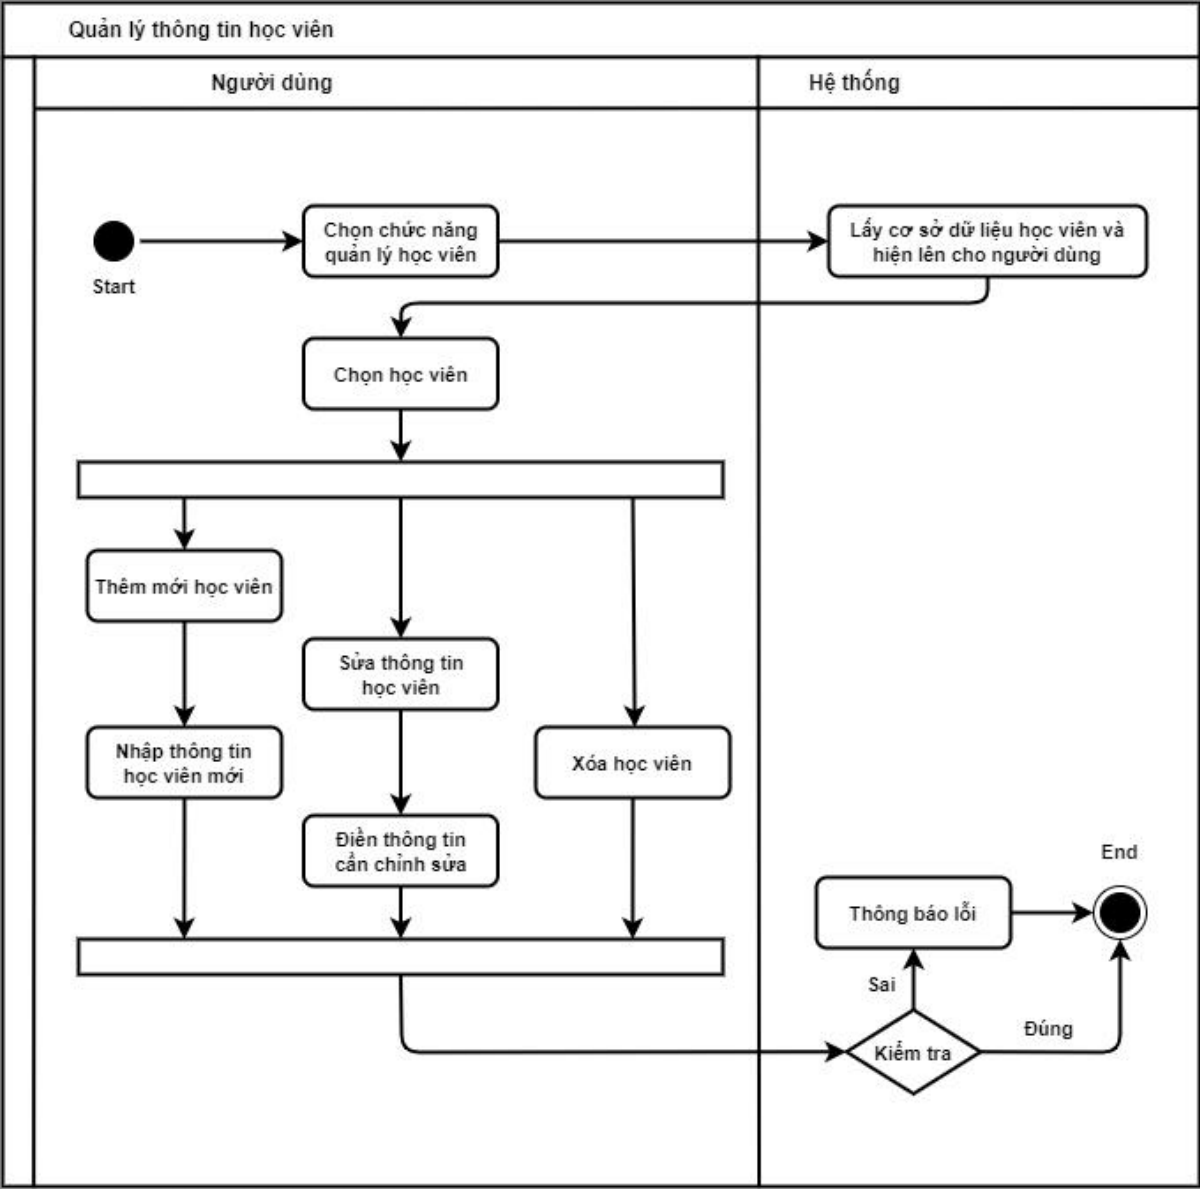 Quản lý thông tin học viên
Người dùng
Hệ thống
Start
Chọn chức năng
quản lý học viên
Lấy cơ sở dữ liệu học viên và
hiện lên cho người dùng
Chọn học viên
Thêm mới học viên
Sửa thông tin
học viên
Nhập thông tin
học viên mới
Xóa học viên
Điền thông tin
cần chỉnh sửa
End
Thông báo lỗi
Sai
Đúng
Kiểm tra